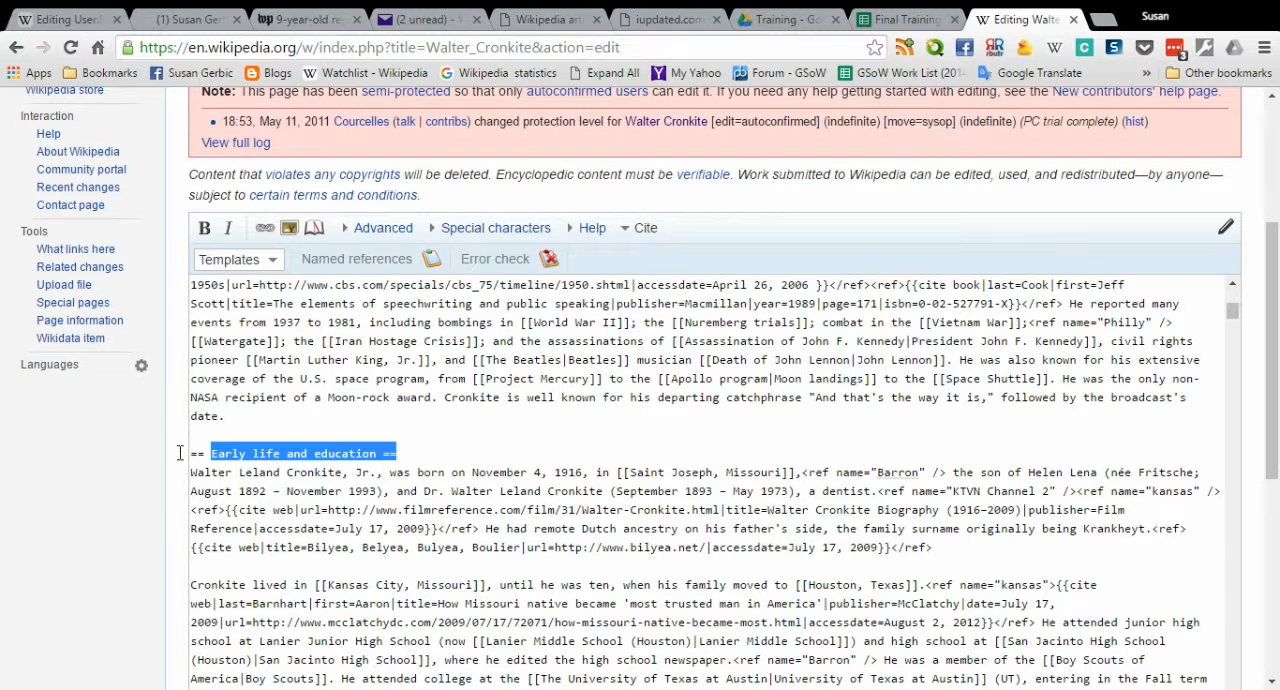 Editing User:
(1) Susan Ger
9-year-old re
(2 unread) -
Wikipedia art
iupdated.com
Training - Go
Final Training
Editing Walte
Susan
https://en.wikipedia.org/w/index.php?title=Walter_Cronkite&action=edit
Apps Bookmarks Susan Gerbic Blogs Watchlist - Wikipedia Wikipedia statistics Expand All My Yahoo Forum - GSoW GSoW Work List (201 Google Translate » Other bookmarks
Wikipedia store
Interaction
Help
About Wikipedia
Community portal
Recent changes
Contact page
Tools
What links here
Related changes
Upload file
Special pages
Page information
Wikidata item
Languages
Note: This page has been semi-protected so that only autoconfirmed users can edit it. If you need any help getting started with editing, see the New contributors' help page.
• 18:53, May 11, 2011 Courcelles (talk | contribs) changed protection level for Walter Cronkite [edit=autoconfirmed] (indefinite) [move=sysop] (indefinite) (PC trial complete) (hist)
View full log
Content that violates any copyrights will be deleted. Encyclopedic content must be verifiable. Work submitted to Wikipedia can be edited, used, and redistributed—by anyone—
subject to certain terms and conditions.
B I Advanced Special characters Help Cite
Templates Named references Error check
1950s|url=http://www.cbs.com/specials/cbs_75/timeline/1950.shtml|accessdate=April 26, 2006 }}</ref><ref>{{cite book|last=Cook|first=Jeff
Scott|title=The elements of speechwriting and public speaking|publisher=Macmillan|year=1989|page=171|isbn=0-02-527791-X}}</ref> He reported many
events from 1937 to 1981, including bombings in [[World War II]]; the [[Nuremberg trials]]; combat in the [[Vietnam War]];<ref name="Philly" />
[[Watergate]]; the [[Iran Hostage Crisis]]; and the assassinations of [[Assassination of John F. Kennedy|President John F. Kennedy]], civil rights
pioneer [[Martin Luther King, Jr.]], and [[The Beatles|Beatles]] musician [[Death of John Lennon|John Lennon]]. He was also known for his extensive
coverage of the U.S. space program, from [[Project Mercury]] to the [[Apollo program|Moon landings]] to the [[Space Shuttle]]. He was the only non-
NASA recipient of a Moon-rock award. Cronkite is well known for his departing catchphrase "And that's the way it is," followed by the broadcast's
date.
== Early life and education ==
Walter Leland Cronkite, Jr., was born on November 4, 1916, in [[Saint Joseph, Missouri]],<ref name="Barron" /> the son of Helen Lena (née Fritsche;
August 1892 – November 1993), and Dr. Walter Leland Cronkite (September 1893 – May 1973), a dentist.<ref name="KTVN Channel 2" /><ref name="kansas" />
<ref>{{cite web|url=http://www.filmreference.com/film/31/Walter-Cronkite.html|title=Walter Cronkite Biography (1916–2009)|publisher=Film
Reference|accessdate=July 17, 2009}}</ref> He had remote Dutch ancestry on his father's side, the family surname originally being Krankheyt.<ref>
{{cite web|title=Bilyea, Belyea, Bulyea, Boulier|url=http://www.bilyea.net/|accessdate=July 17, 2009}}</ref>
Cronkite lived in [[Kansas City, Missouri]], until he was ten, when his family moved to [[Houston, Texas]].<ref name="kansas">{{cite
web|last=Barnhart|first=Aaron|title=How Missouri native became 'most trusted man in America'|publisher=McClatchy|date=July 17,
2009|url=http://www.mcclatchydc.com/2009/07/17/72071/how-missouri-native-became-most.html|accessdate=August 2, 2012}}</ref> He attended junior high
school at Lanier Junior High School (now [[Lanier Middle School (Houston)|Lanier Middle School]]) and high school at [[San Jacinto High School
(Houston)|San Jacinto High School]], where he edited the high school newspaper.<ref name="Barron" /> He was a member of the [[Boy Scouts of
America|Boy Scouts]]. He attended college at the [[The University of Texas at Austin|University of Texas at Austin]] (UT), entering in the Fall term